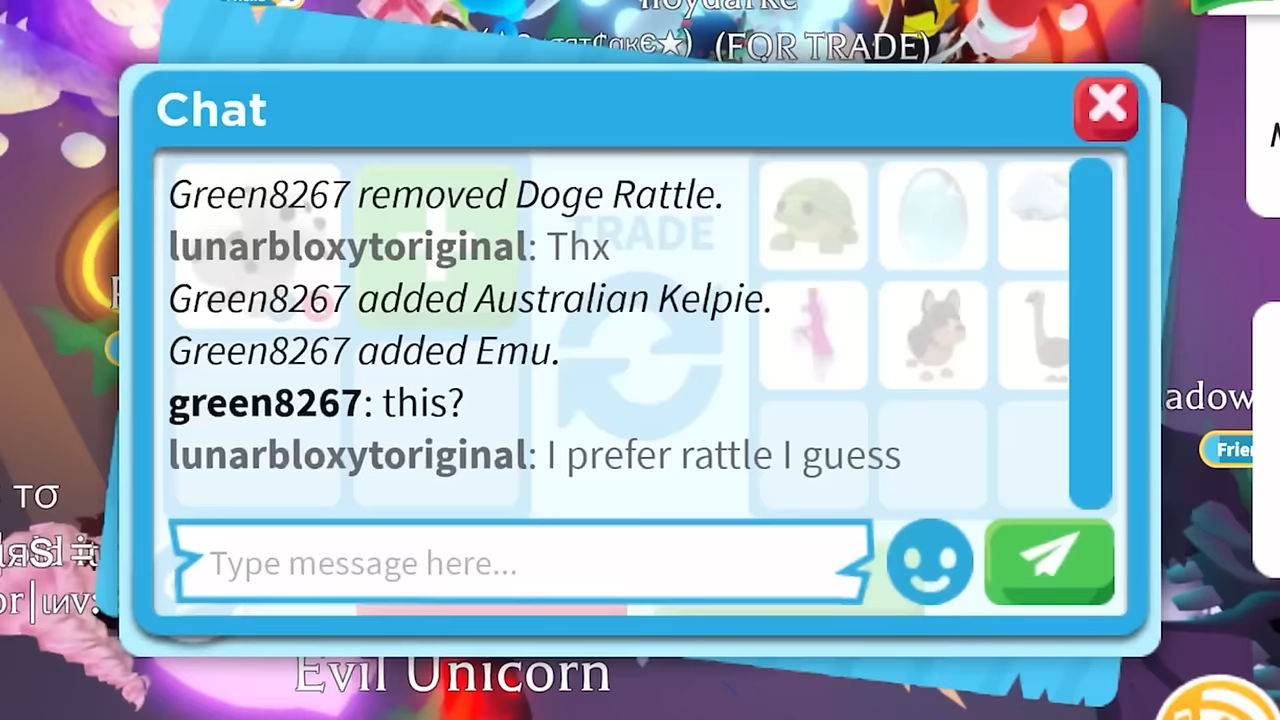 (FOR TRADE)
Chat
Green8267 removed Doge Rattle.
TRADE
lunarbloxytoriginal: Thx
Green8267 added Australian Kelpie.
Green8267 added Emu.
green8267: this?
lunarbloxytoriginal: I prefer rattle I guess
Type message here...
Evil Unicorn